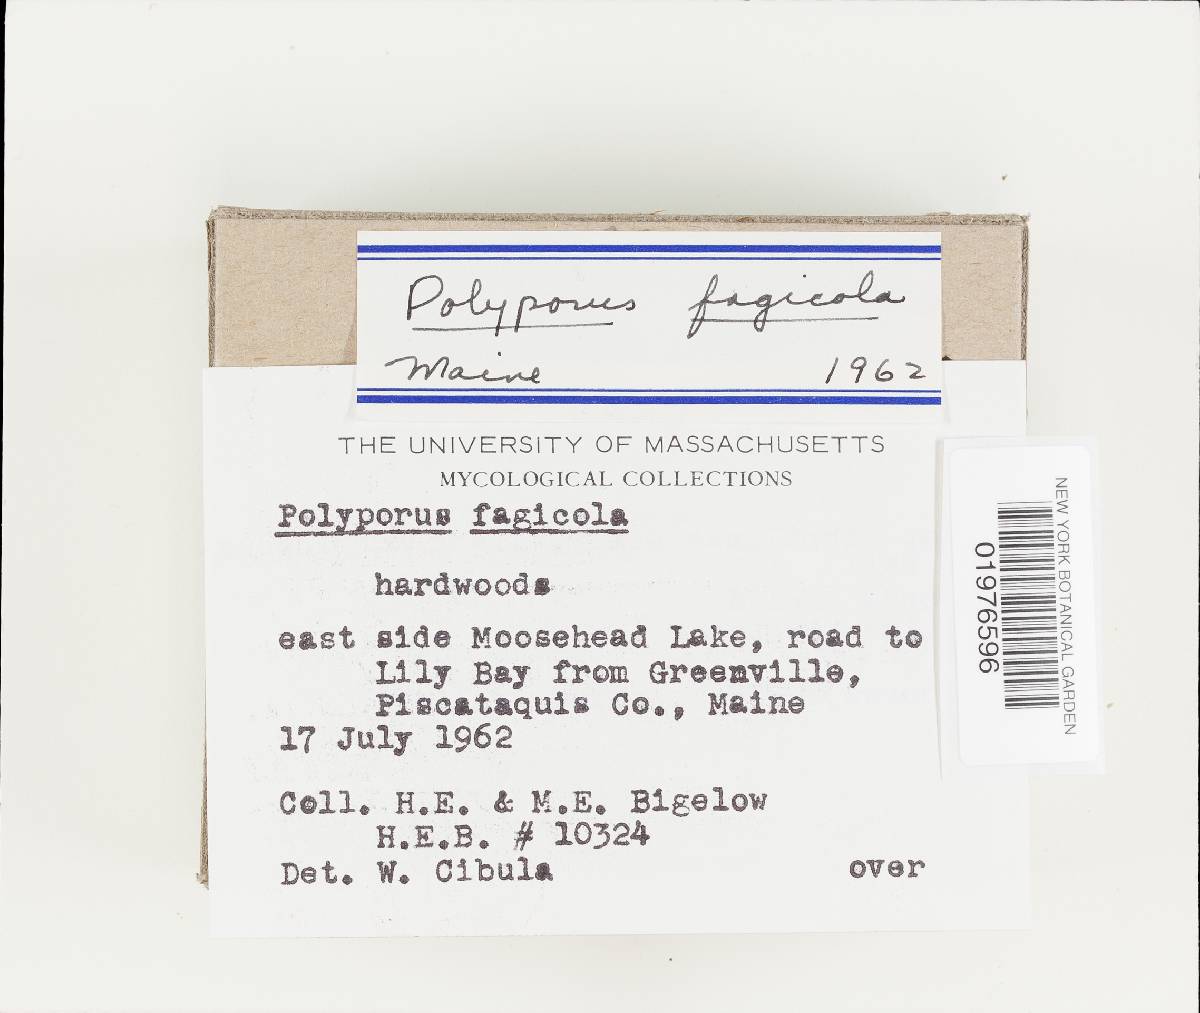 Polyporus fagicola
Maine 1962
THE UNIVERSITY OF MASSACHUSETTS
MYCOLOGICAL COLLECTIONS
Polyporus fagicola
hardwoods
east side Moosehead Lake, road to
Lily Bay from Greenville,
Piscataquis Co., Maine
17 July 1962
Coll. H.E. & M.E. Bigelow
H.E.B. # 10324
Det. W. Cibula over
NEW YORK BOTANICAL GARDEN
01976596